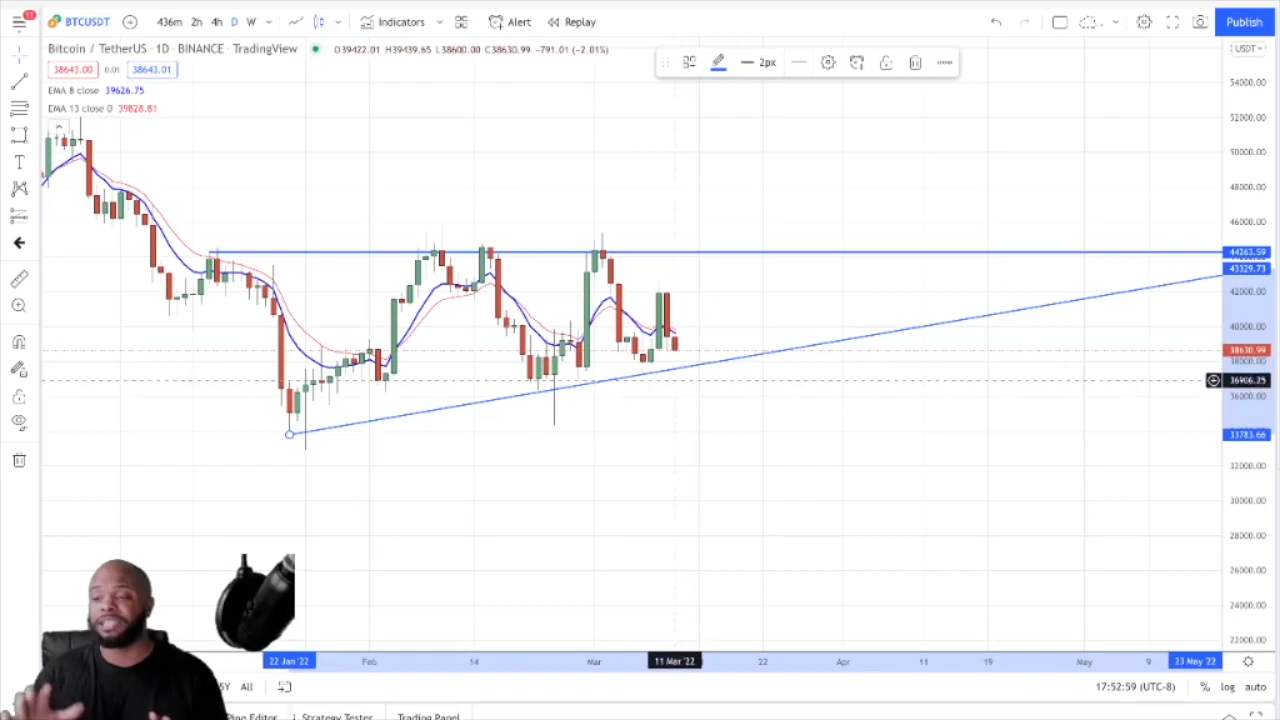 11
BTCUSDT 436m 2h 4h D W Indicators Alert Replay Publish
Bitcoin / TetherUS · 1D · BINANCE · TradingView O39422.01 H39439.65 L38600.00 C38630.99 −791.01 (−2.01%)
USDT
2px
38643.00 0.01 38643.01
EMA 8 close 39626.75
EMA 13 close 0 39828.81
54000.00
52000.00
50000.00
48000.00
46000.00
44263.59
43329.73
42000.00
40000.00
38630.99
38000.00
36906.25
36000.00
33783.66
32000.00
30000.00
28000.00
26000.00
24000.00
22000.00
22 Jan '22 Feb 14 Mar 11 Mar '22 22 Apr 11 19 May 9 23 May '22
5Y All 17:52:59 (UTC-8) % log auto
Pine Editor Strategy Tester Trading Panel